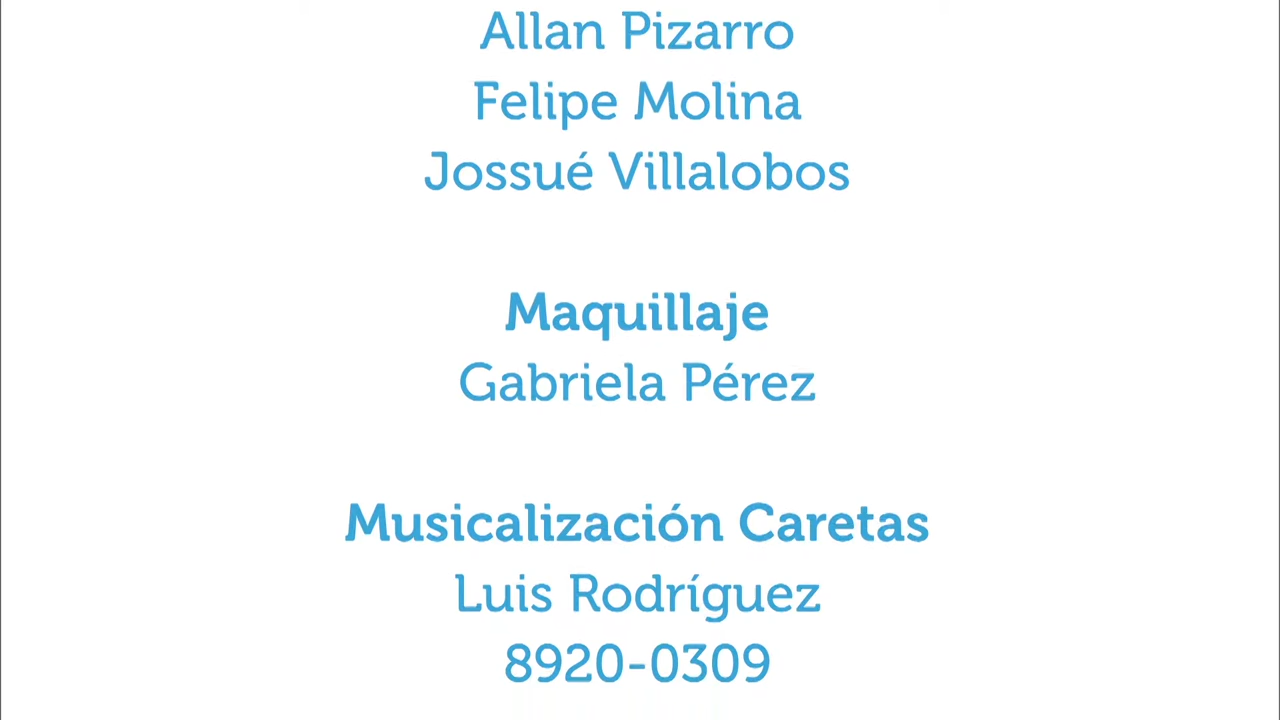 Allan Pizarro
Felipe Molina
Jossué Villalobos
Maquillaje
Gabriela Pérez
Musicalización Caretas
Luis Rodríguez
8920-0309